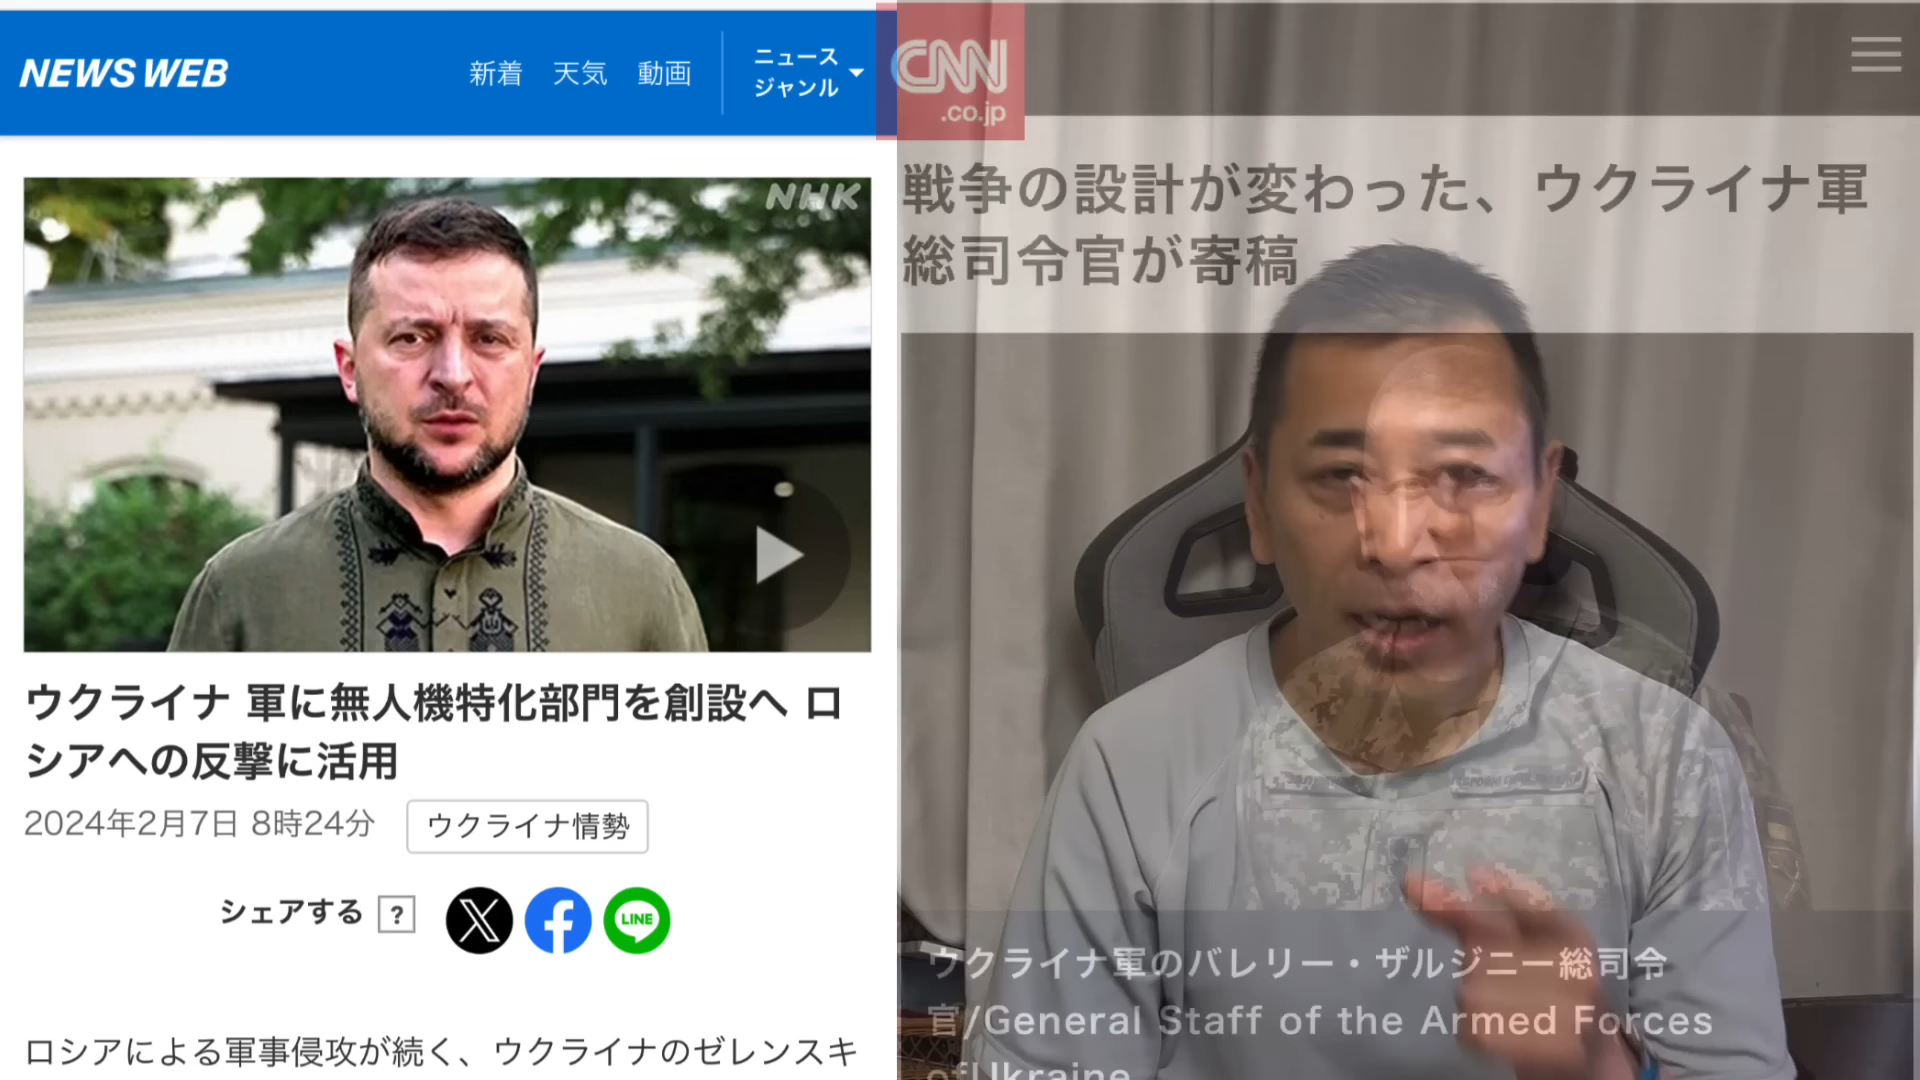 NEWS WEB
新着 天気 動画
ニュース
ジャンル
NHK
ウクライナ 軍に無人機特化部門を創設へ ロ
シアへの反撃に活用
2024年2月7日 8時24分
ウクライナ情勢
シェアする ?
X f LINE
ロシアによる軍事侵攻が続く、ウクライナのゼレンスキ
CNN
.co.jp
戦争の設計が変わった、ウクライナ軍
総司令官が寄稿
ウクライナ軍のバレリー・ザルジニー総司令
官/General Staff of the Armed Forces
of Ukraine